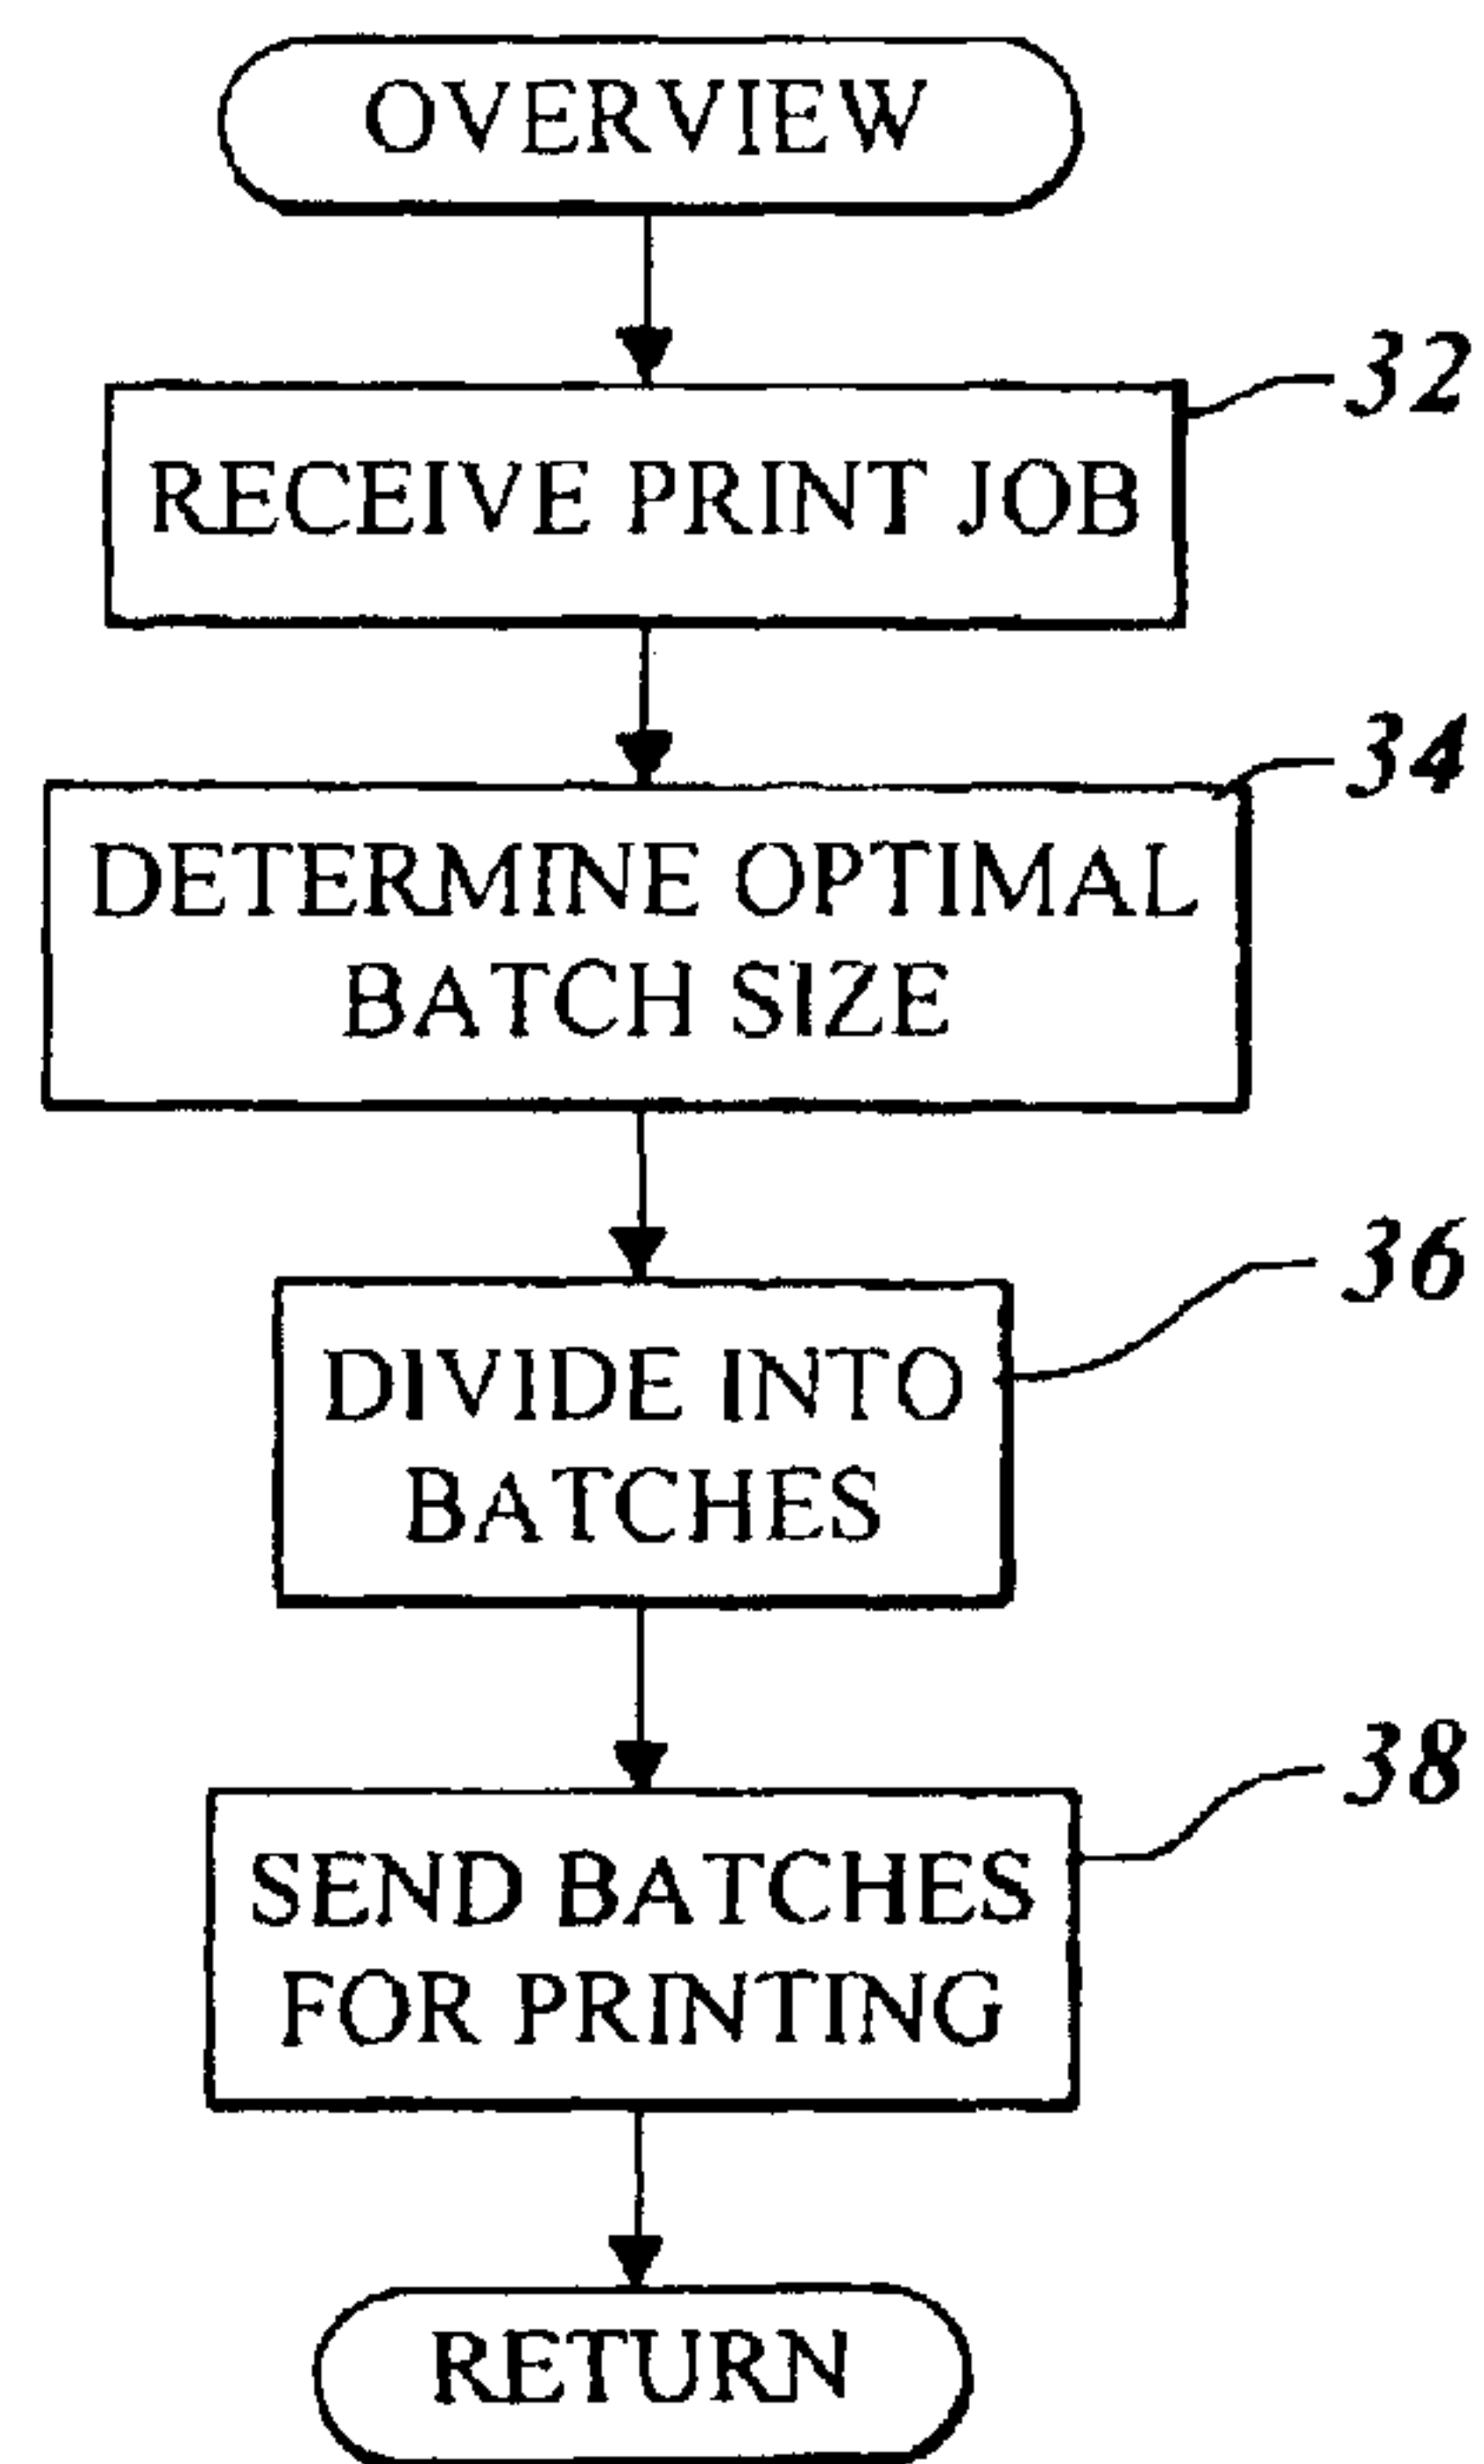 OVERVIEW
32
RECEIVE PRINT JOB
34
DETERMINE OPTIMAL
BATCH SIZE
36
DIVIDE INTO
BATCHES
38
SEND BATCHES
FOR PRINTING
RETURN